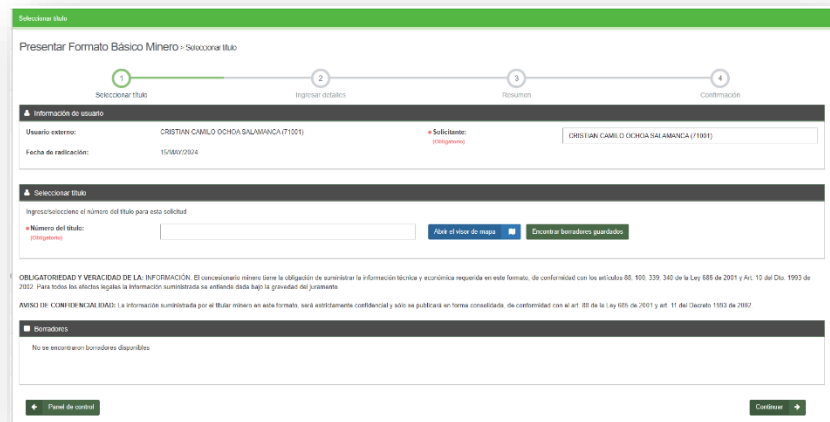 Seleccionar título
Presentar Formato Básico Minero > Seleccionar título
1 2 3 4
Seleccionar título Ingresar detalles Resumen Confirmación
Información de usuario
Usuario externo: CRISTIAN CAMILO OCHOA SALAMANCA (71001) * Solicitante: CRISTIAN CAMILO OCHOA SALAMANCA (71001)
(Obligatorio)
Fecha de radicación: 15/MAY/2024
Seleccionar título
Ingrese/seleccione el número del título para esta solicitud
* Número del título: Abrir el visor de mapa Encontrar borradores guardados
(Obligatorio)
OBLIGATORIEDAD Y VERACIDAD DE LA: INFORMACIÓN. El concesionario minero tiene la obligación de suministrar la información técnica y económica requerida en este formato, de conformidad con los artículos 88, 100, 339, 340 de la Ley 685 de 2001 y Art. 10 del Dto. 1993 de
2002. Para todos los efectos legales la información suministrada se entiende dada bajo la gravedad del juramento.
AVISO DE CONFIDENCIALIDAD: La información suministrada por el titular minero en este formato, será estrictamente confidencial y sólo se publicará en forma consolidada, de conformidad con el art. 88 de la Ley 685 de 2001 y art. 11 del Decreto 1993 de 2002
Borradores
No se encontraron borradores disponibles
Panel de control Continuar